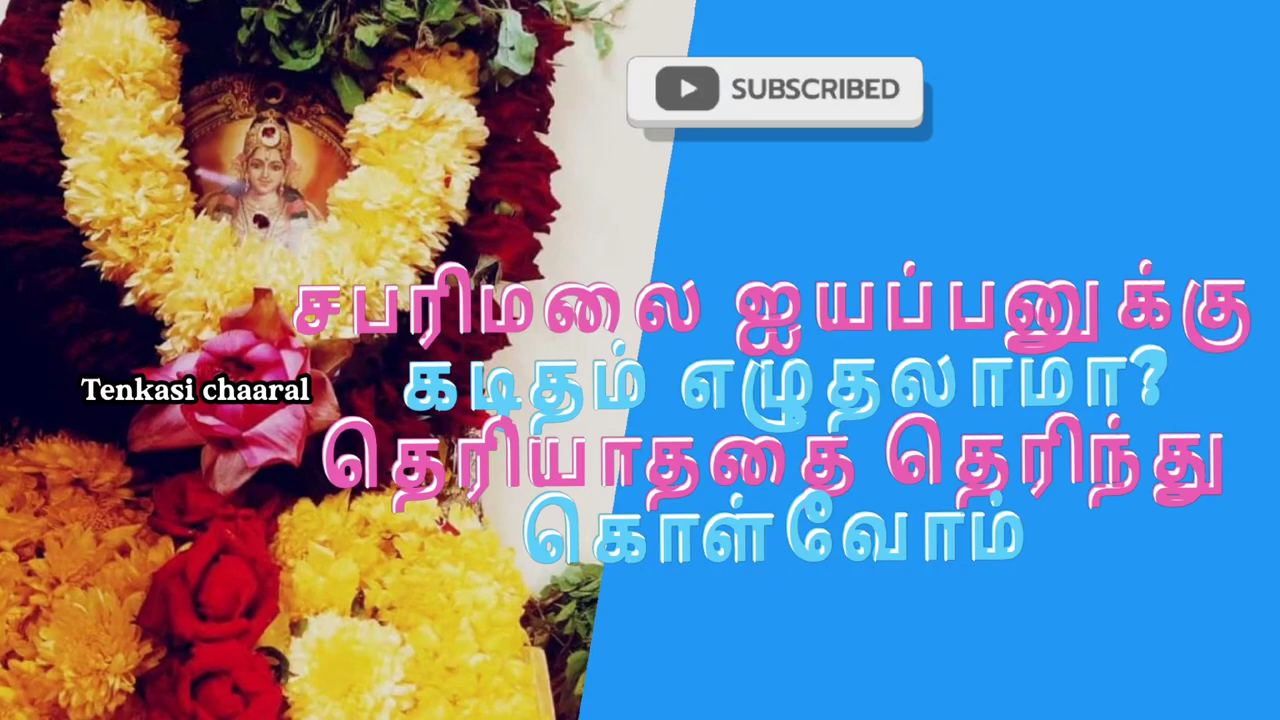 SUBSCRIBED
சபரிமலை ஐயப்பனுக்கு
கடிதம் எழுதலாமா?
Tenkasi chaaral
தெரியாததை தெரிந்து
கொள்வோம்